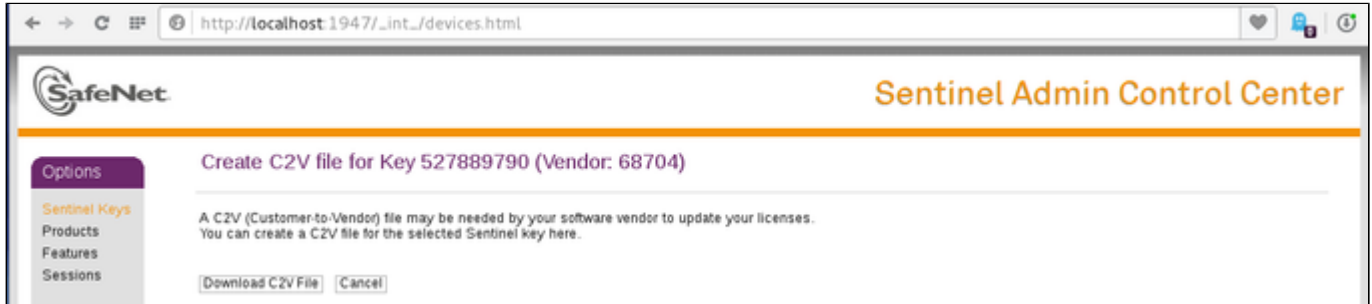 http://localhost:1947/_int_/devices.html
SafeNet.
Sentinel Admin Control Center
Options
Create C2V file for Key 527889790 (Vendor: 68704)
Sentinel Keys
Products
Features
Sessions
A C2V (Customer-to-Vendor) file may be needed by your software vendor to update your licenses.
You can create a C2V file for the selected Sentinel key here.
Download C2V File Cancel